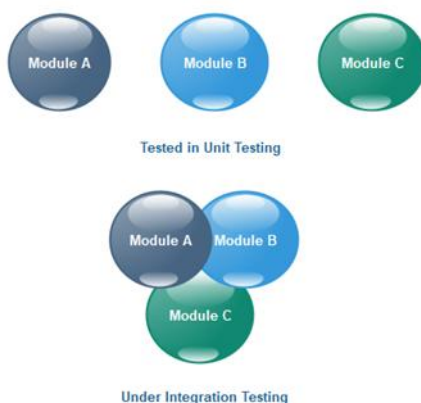 Module A Module B Module C
Tested in Unit Testing
Module A Module B
Module C
Under Integration Testing